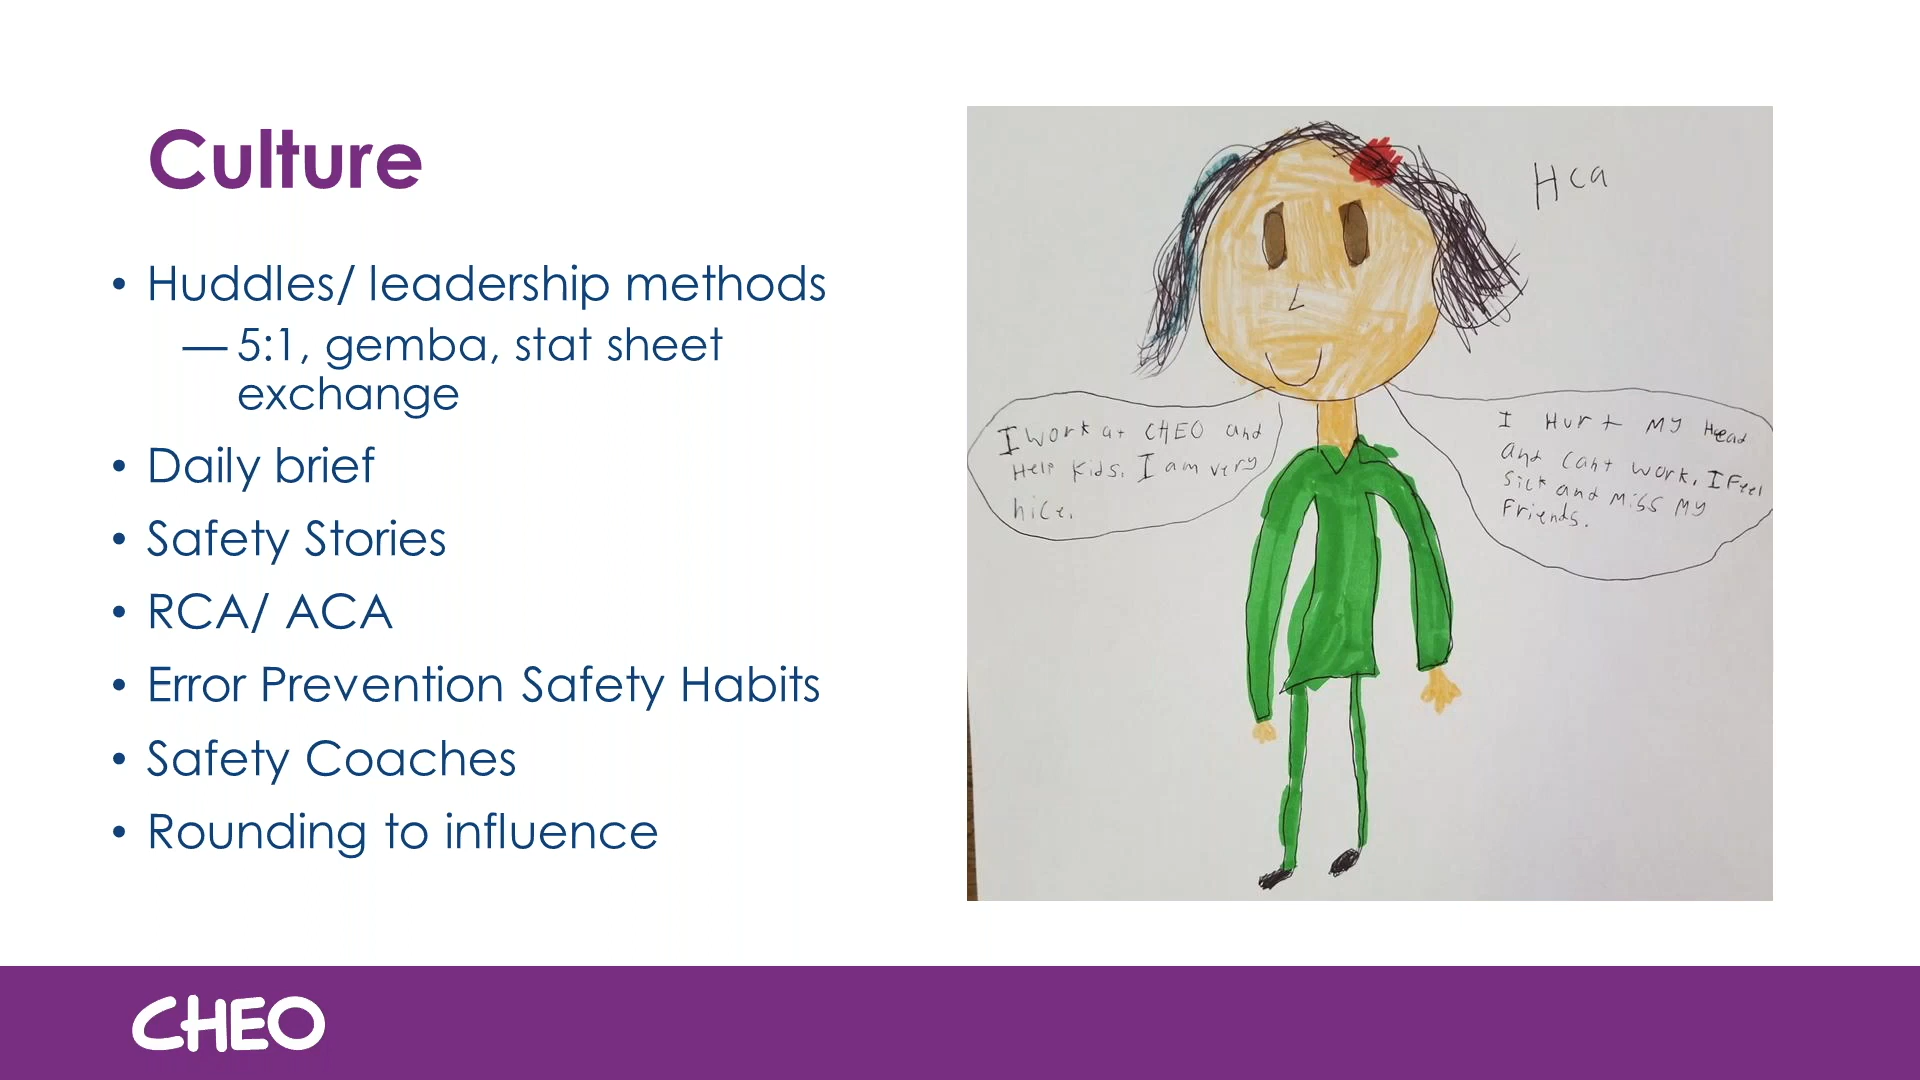 Culture
• Huddles/ leadership methods
— 5:1, gemba, stat sheet
exchange
• Daily brief
• Safety Stories
• RCA/ ACA
• Error Prevention Safety Habits
• Safety Coaches
• Rounding to influence
Hca
I work at CHEO and
Help kids. I am very
nice.
I Hurt My Head
and cant work. I Feel
sick and miss my
Friends.
CHEO